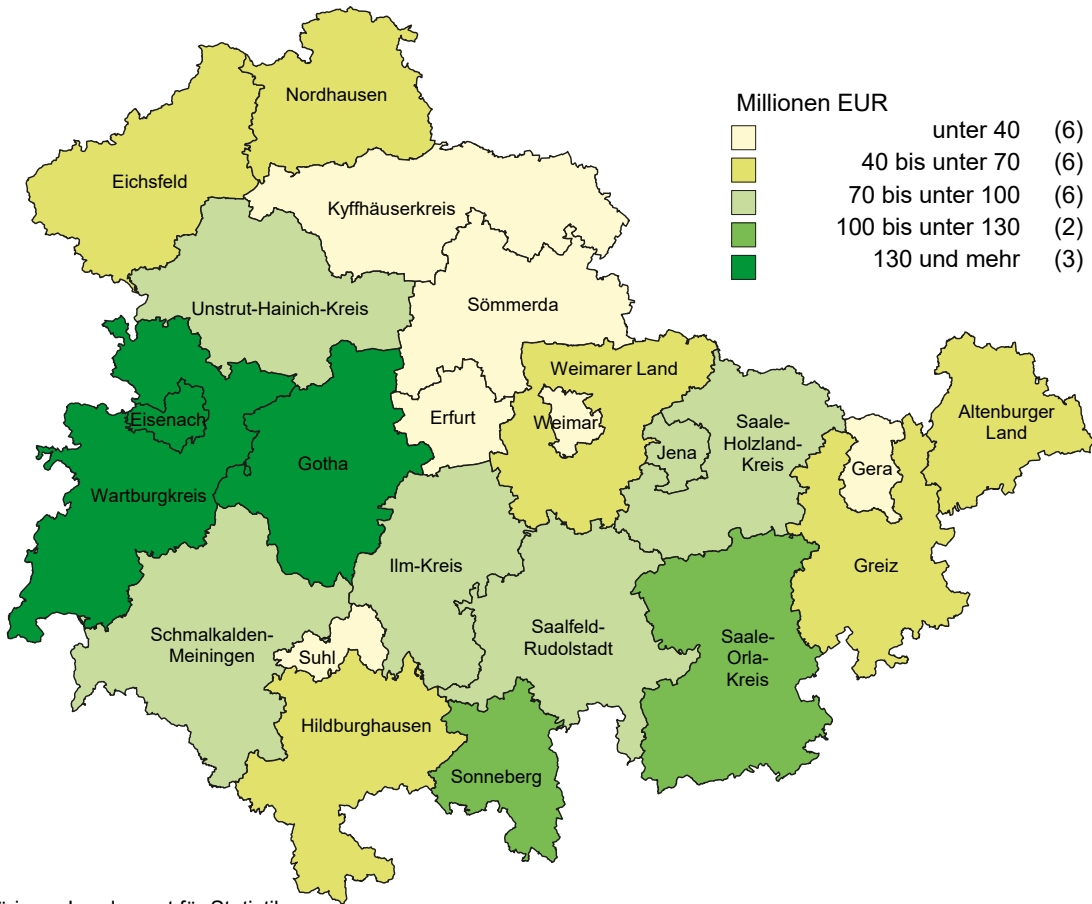 Nordhausen
Millionen EUR
unter 40 (6)
40 bis unter 70 (6)
70 bis unter 100 (6)
100 bis unter 130 (2)
130 und mehr (3)
Eichsfeld
Kyffhäuserkreis
Unstrut-Hainich-Kreis
Sömmerda
Weimarer Land
Eisenach
Erfurt
Weimar
Saale-
Holzland-
Kreis
Altenburger
Land
Jena
Gotha
Gera
Wartburgkreis
Ilm-Kreis
Greiz
Schmalkalden-
Meiningen
Suhl
Saalfeld-
Rudolstadt
Saale-
Orla-
Kreis
Hildburghausen
Sonneberg